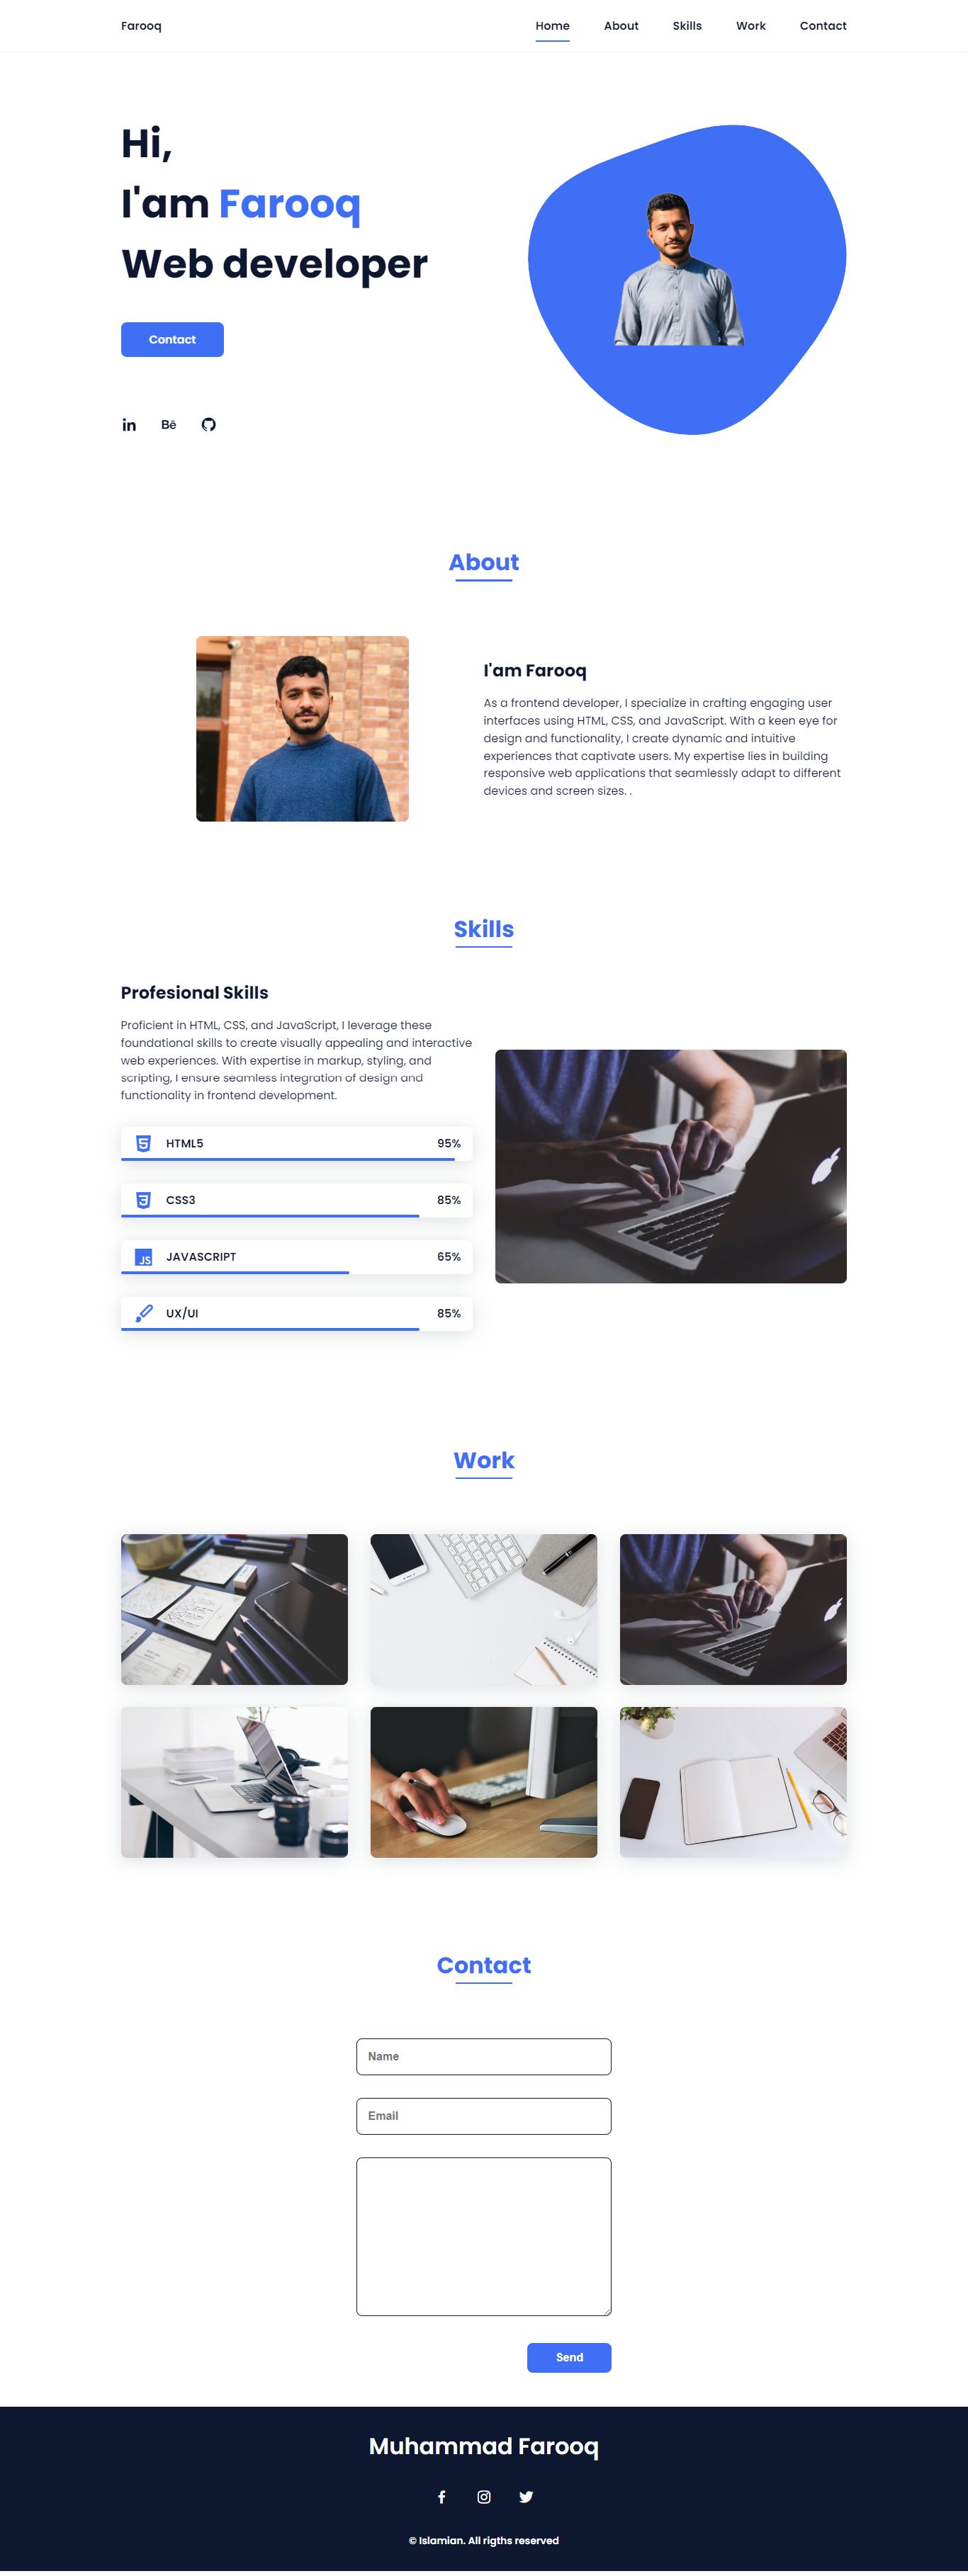 Farooq
Home
About
Skills
Work
Contact
Hi,
I'am Farooq
Web developer
Contact
in
Bē
About
I'am Farooq
As a frontend developer, I specialize in crafting engaging user
interfaces using HTML, CSS, and JavaScript. With a keen eye for
design and functionality, I create dynamic and intuitive
experiences that captivate users. My expertise lies in building
responsive web applications that seamlessly adapt to different
devices and screen sizes. .
Skills
Profesional Skills
Proficient in HTML, CSS, and JavaScript, I leverage these
foundational skills to create visually appealing and interactive
web experiences. With expertise in markup, styling, and
scripting, I ensure seamless integration of design and
functionality in frontend development.
HTML5 95%
CSS3 85%
JS JAVASCRIPT 65%
UX/UI 85%
Work
Contact
Name
Email
Send
Muhammad Farooq
© Islamian. All rigths reserved